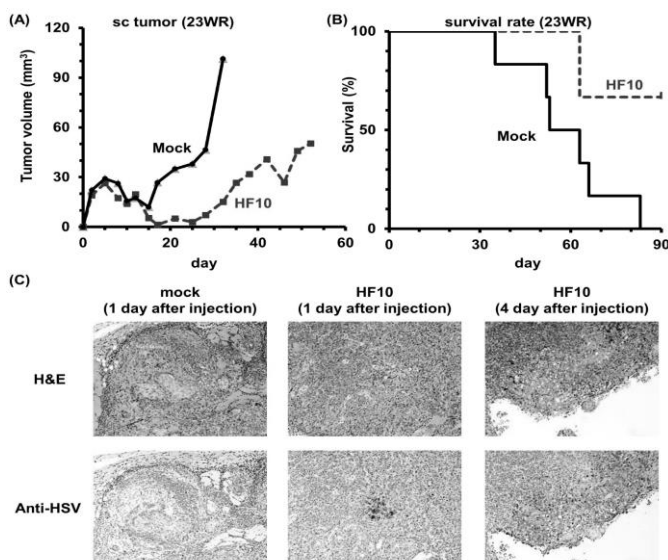 (A)
sc tumor (23WR)
120
90
60
30
0
Tumor volume (mm³)
Mock
HF10
0 20 40 60
day
(B)
survival rate (23WR)
100
50
0
Survival (%)
HF10
Mock
0 30 60 90
day
(C)
mock
(1 day after injection)
HF10
(1 day after injection)
HF10
(4 day after injection)
H&E
Anti-HSV